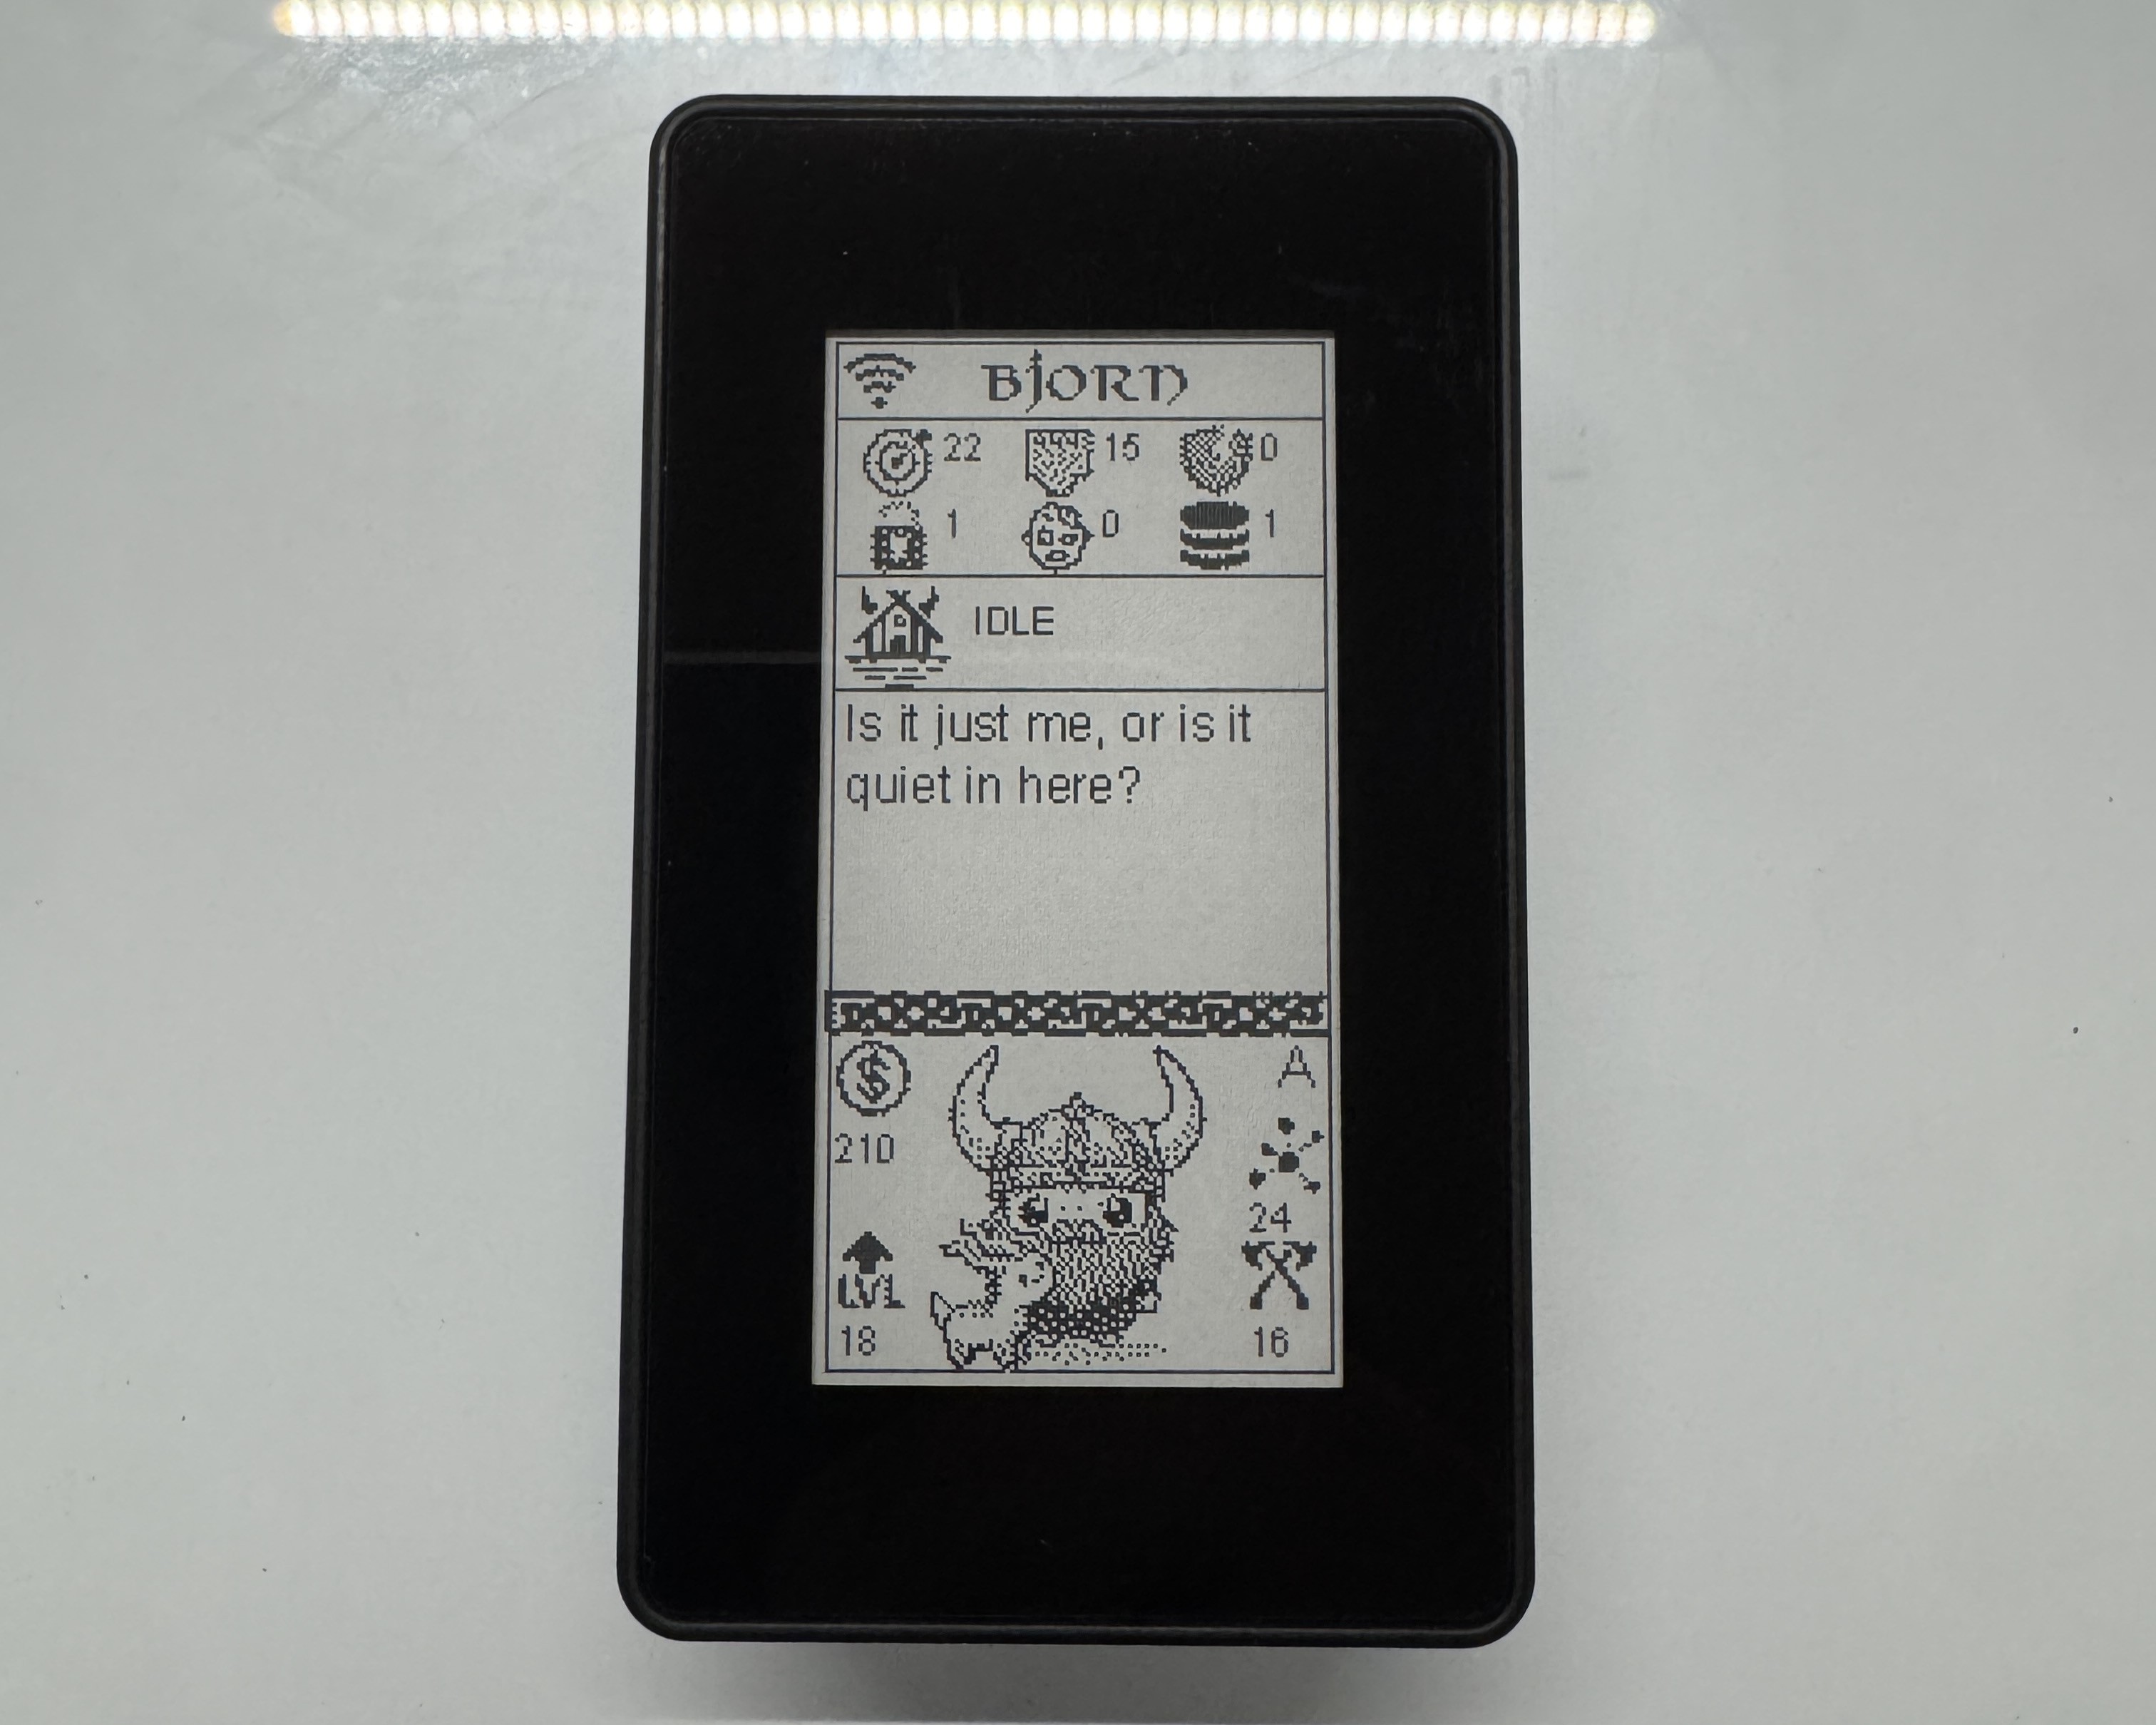 BJORN
22 15 0
1 0 1
IDLE
Is it just me, or is it
quiet in here?
$
A
210
24
LVL
18
16